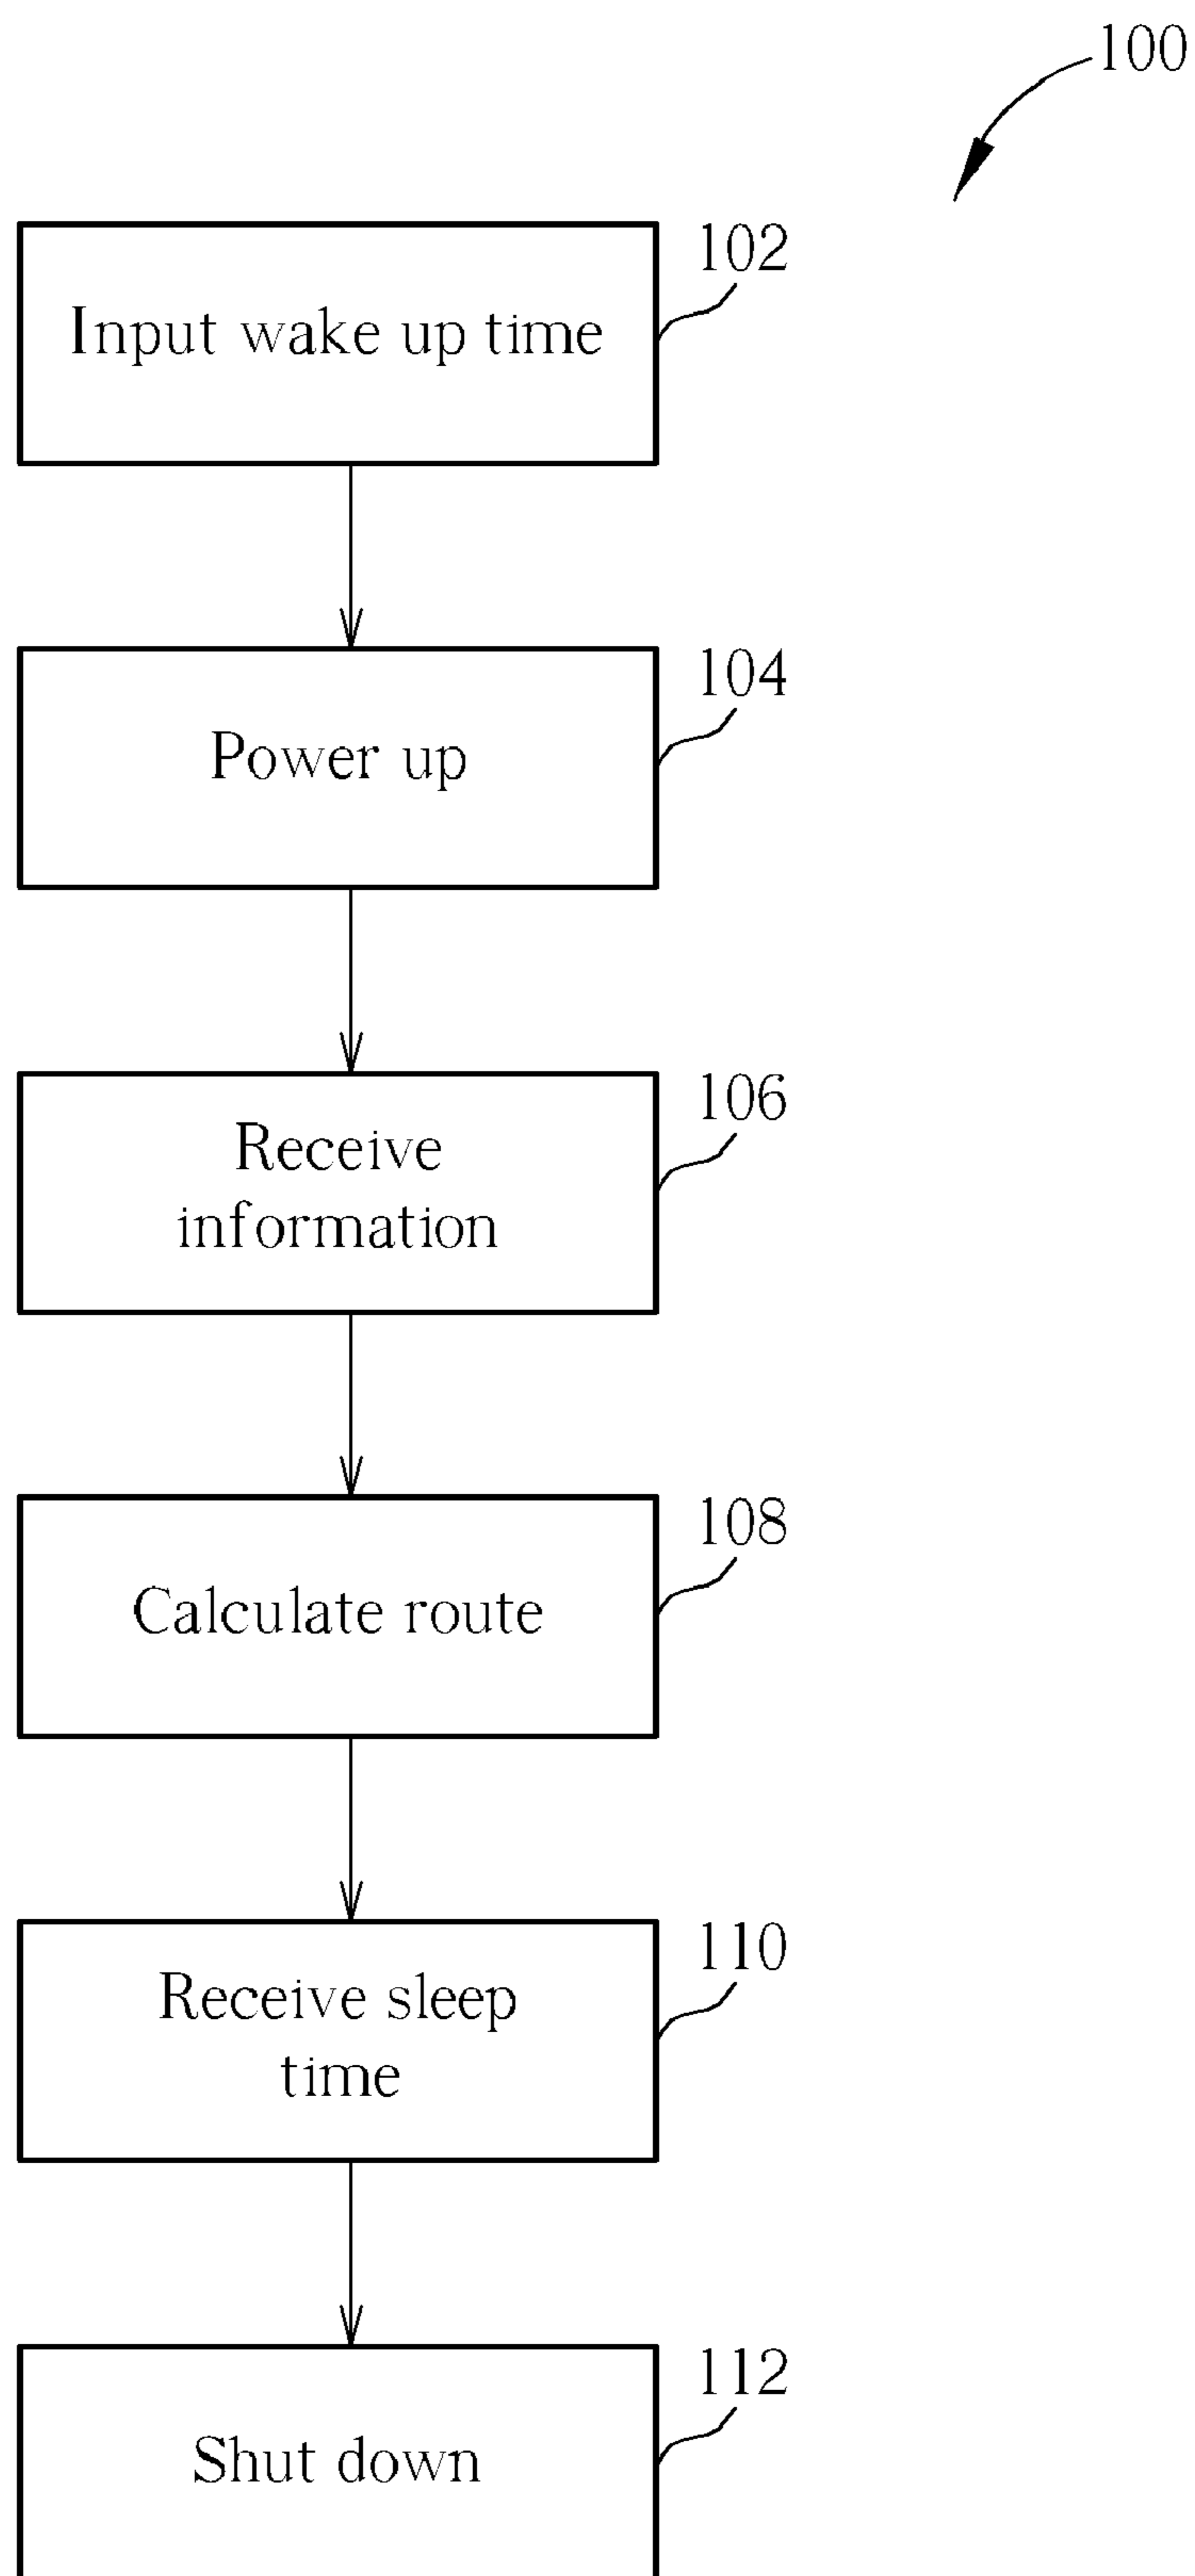 100
102
Input wake up time
104
Power up
106
Receive
information
108
Calculate route
110
Receive sleep
time
112
Shut down